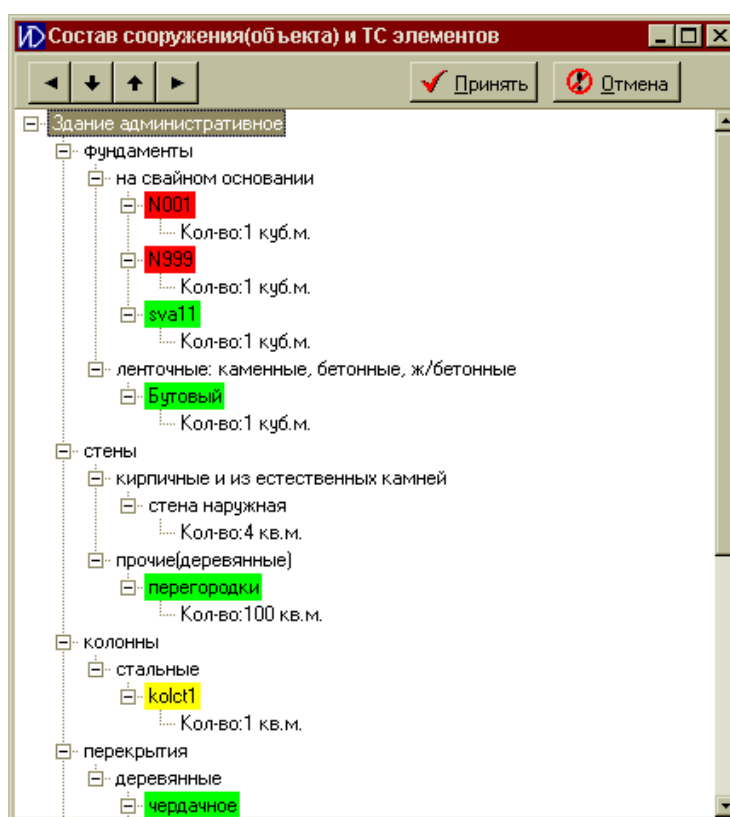 ИД Состав сооружения(объекта) и ТС элементов
Принять Отмена
Здание административное
фундаменты
на свайном основании
N001
Кол-во:1 куб.м.
N999
Кол-во:1 куб.м.
sva11
Кол-во:1 куб.м.
ленточные: каменные, бетонные, ж/бетонные
Бутовый
Кол-во:1 куб.м.
стены
кирпичные и из естественных камней
стена наружная
Кол-во:4 кв.м.
прочие(деревянные)
перегородки
Кол-во:100 кв.м.
колонны
стальные
kolct1
Кол-во:1 кв.м.
перекрытия
деревянные
чердачное